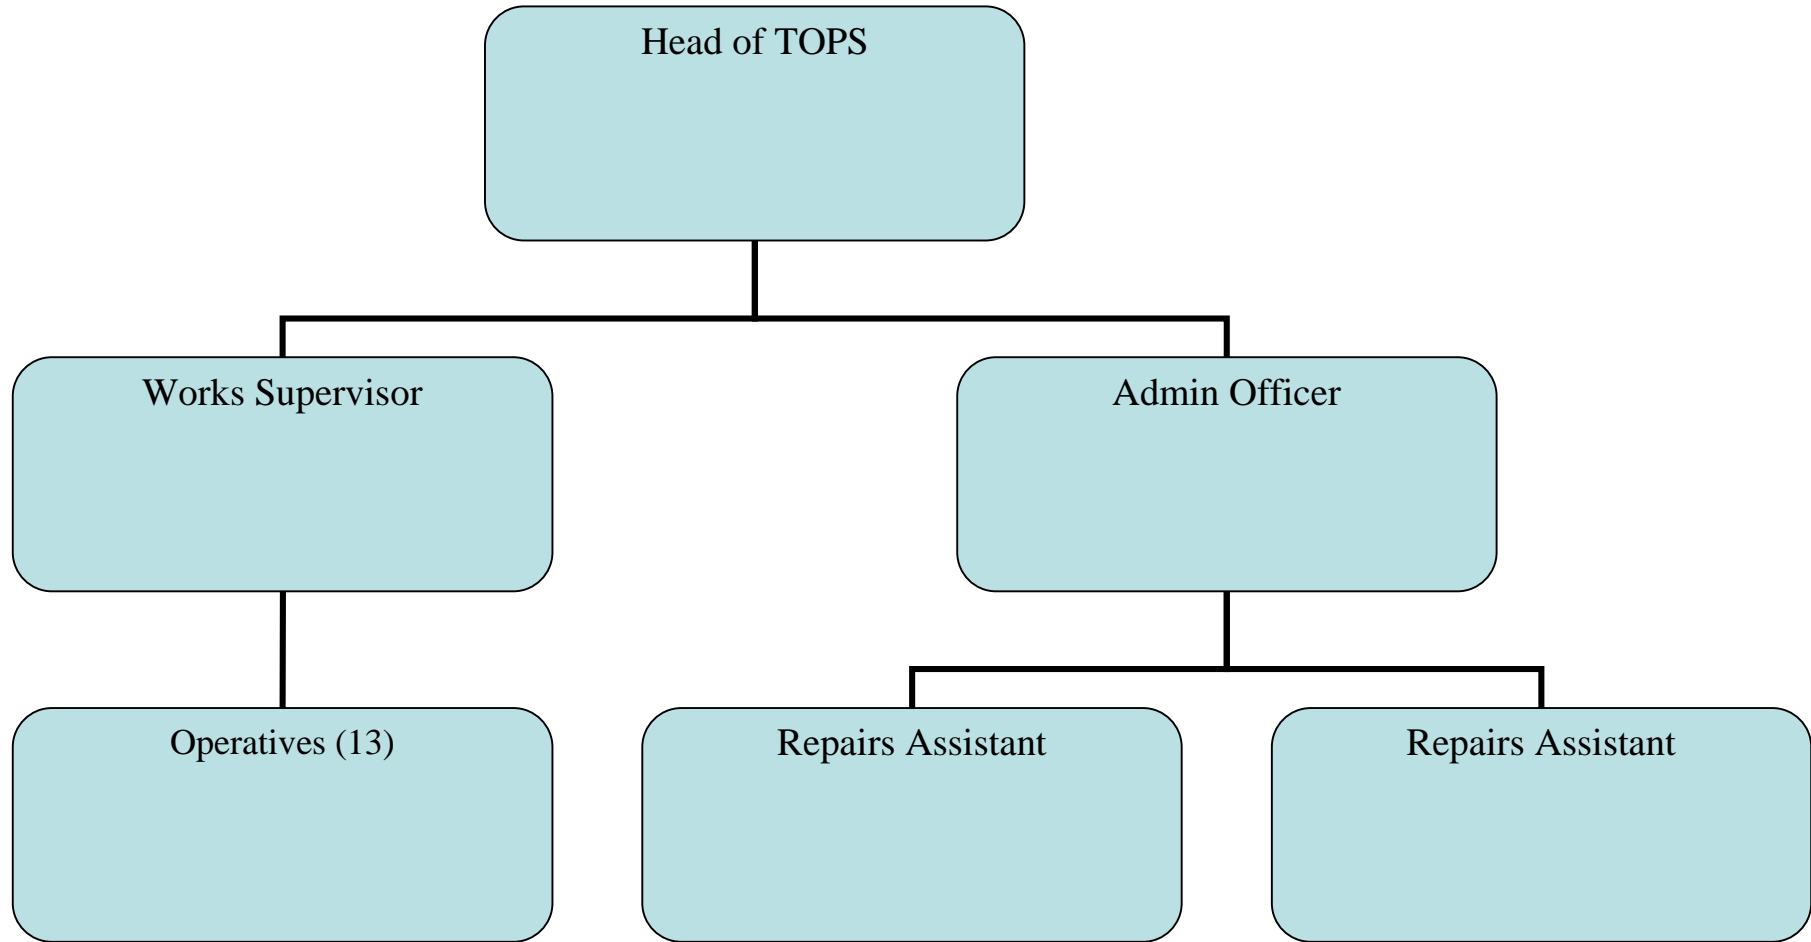 Head of TOPS
Works Supervisor
Admin Officer
Operatives (13)
Repairs Assistant
Repairs Assistant